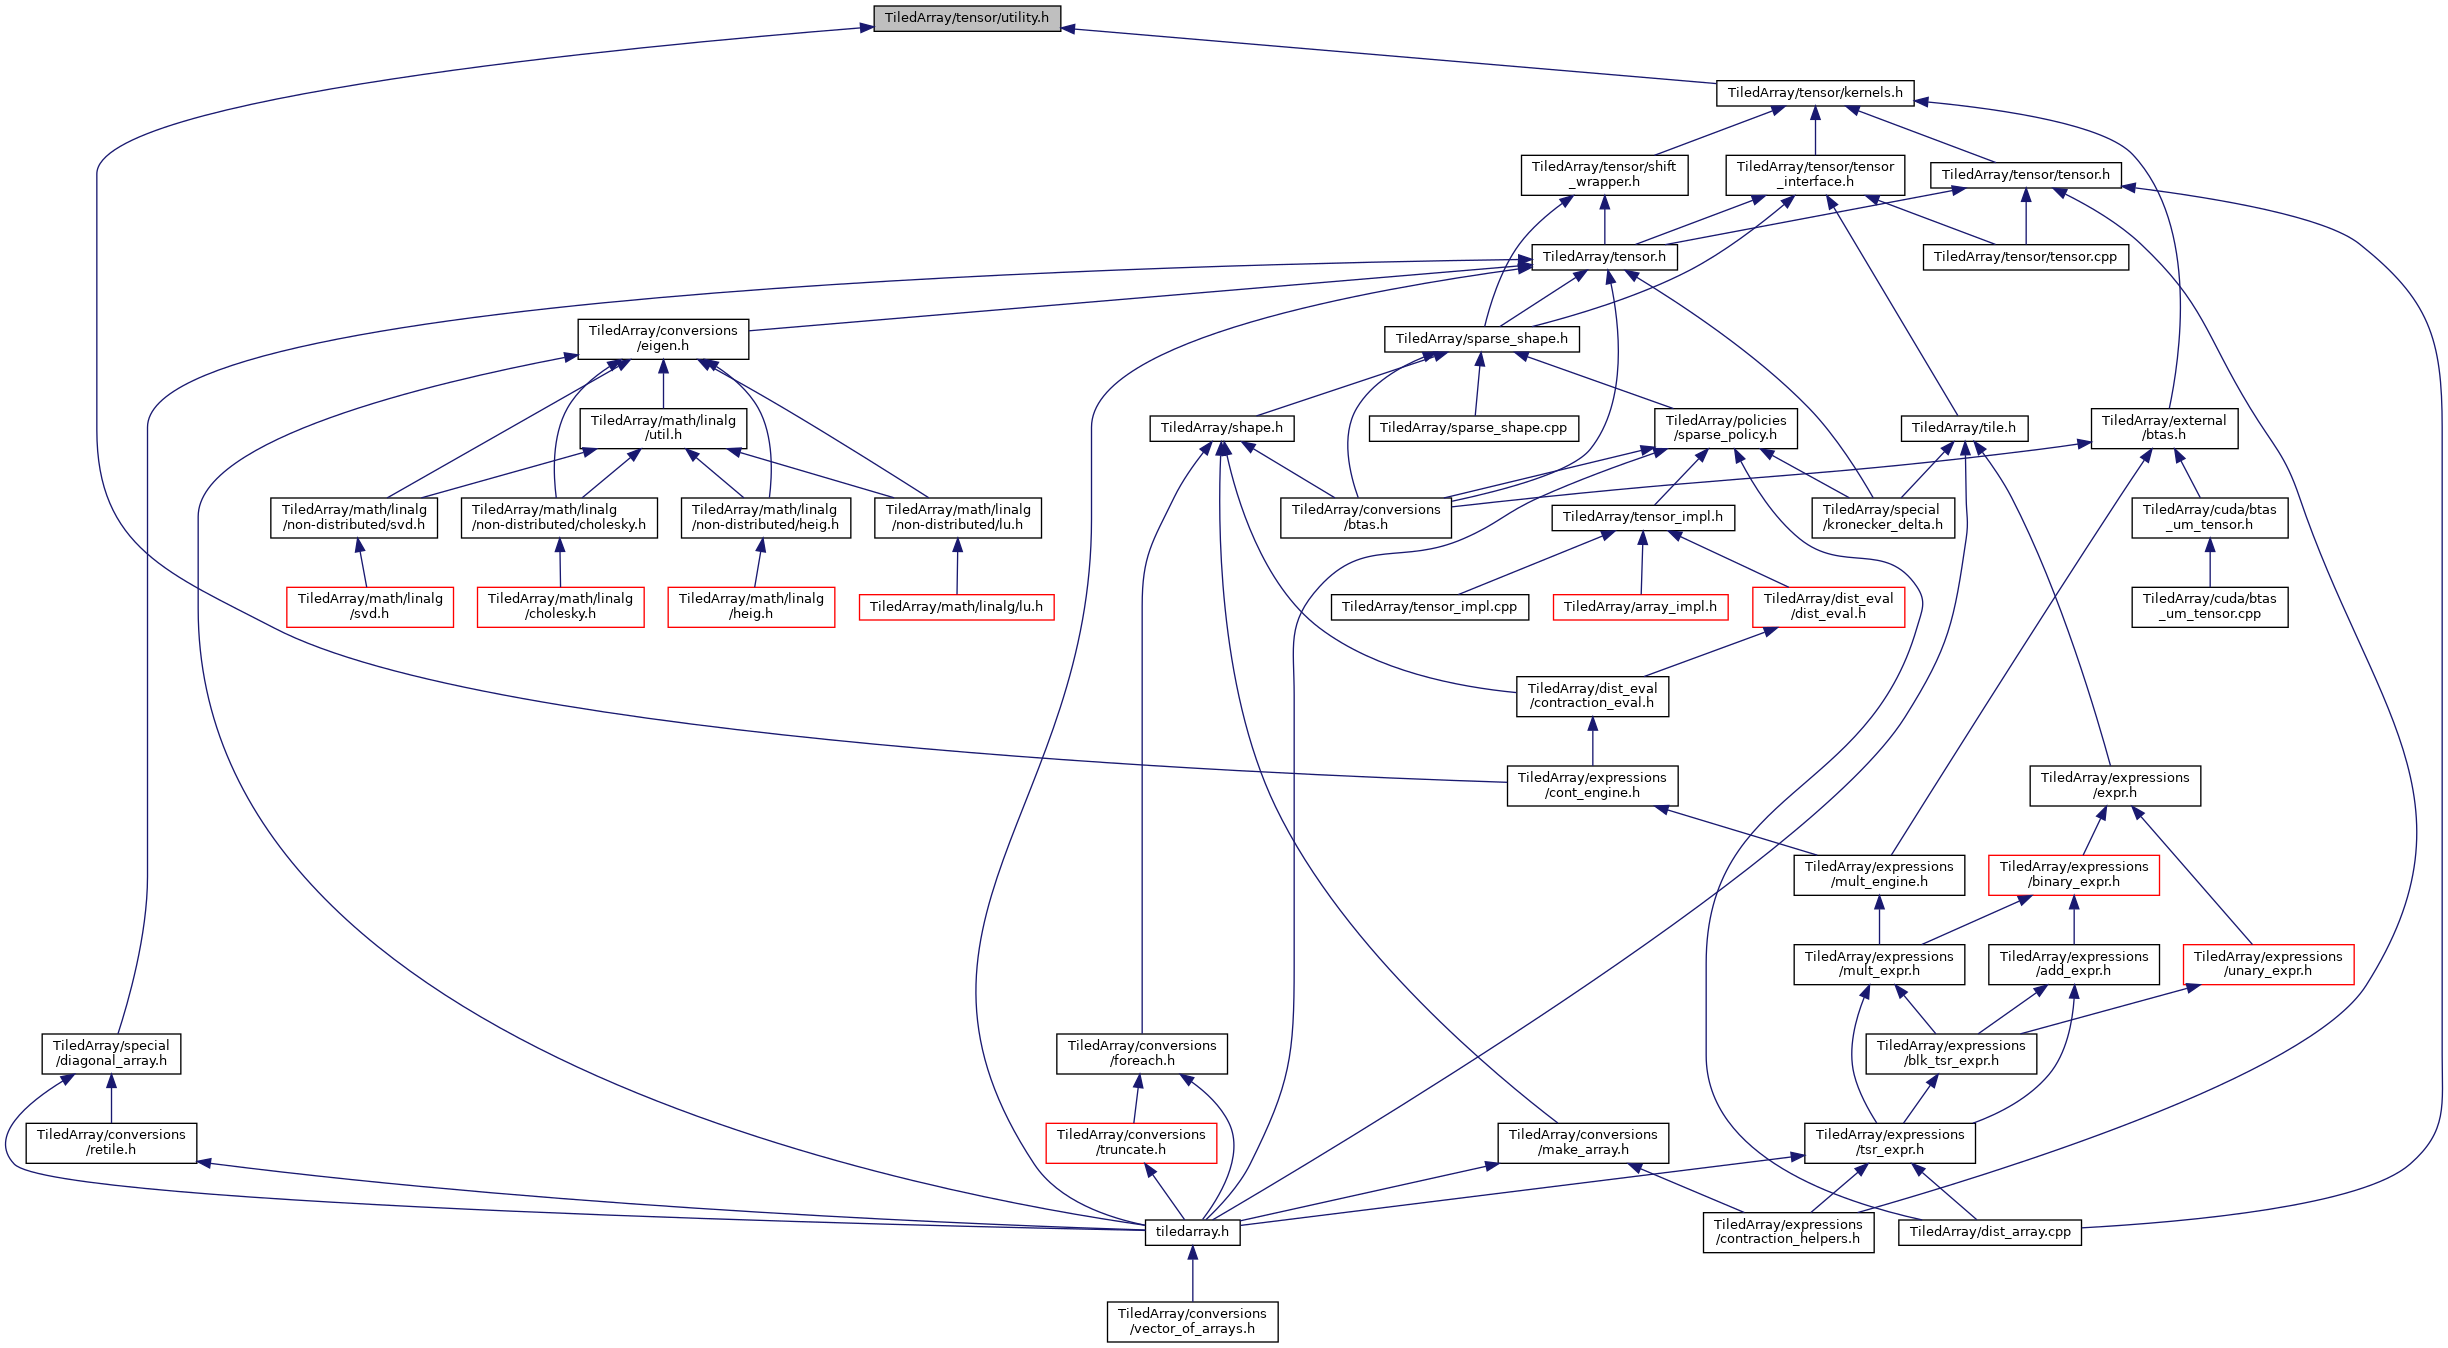 TiledArray/tensor/utility.h
TiledArray/tensor/kernels.h
TiledArray/tensor/shift
_wrapper.h
TiledArray/tensor/tensor
_interface.h
TiledArray/tensor/tensor.h
TiledArray/tensor.h
TiledArray/tensor/tensor.cpp
TiledArray/conversions
/eigen.h
TiledArray/sparse_shape.h
TiledArray/math/linalg
/util.h
TiledArray/shape.h
TiledArray/sparse_shape.cpp
TiledArray/policies
/sparse_policy.h
TiledArray/tile.h
TiledArray/external
/btas.h
TiledArray/math/linalg
/non-distributed/svd.h
TiledArray/math/linalg
/non-distributed/cholesky.h
TiledArray/math/linalg
/non-distributed/heig.h
TiledArray/math/linalg
/non-distributed/lu.h
TiledArray/conversions
/btas.h
TiledArray/tensor_impl.h
TiledArray/special
/kronecker_delta.h
TiledArray/cuda/btas
_um_tensor.h
TiledArray/math/linalg
/svd.h
TiledArray/math/linalg
/cholesky.h
TiledArray/math/linalg
/heig.h
TiledArray/math/linalg/lu.h
TiledArray/tensor_impl.cpp
TiledArray/array_impl.h
TiledArray/dist_eval
/dist_eval.h
TiledArray/cuda/btas
_um_tensor.cpp
TiledArray/dist_eval
/contraction_eval.h
TiledArray/expressions
/cont_engine.h
TiledArray/expressions
/expr.h
TiledArray/expressions
/mult_engine.h
TiledArray/expressions
/binary_expr.h
TiledArray/expressions
/mult_expr.h
TiledArray/expressions
/add_expr.h
TiledArray/expressions
/unary_expr.h
TiledArray/special
/diagonal_array.h
TiledArray/conversions
/foreach.h
TiledArray/expressions
/blk_tsr_expr.h
TiledArray/conversions
/retile.h
TiledArray/conversions
/truncate.h
TiledArray/conversions
/make_array.h
TiledArray/expressions
/tsr_expr.h
tiledarray.h
TiledArray/expressions
/contraction_helpers.h
TiledArray/dist_array.cpp
TiledArray/conversions
/vector_of_arrays.h